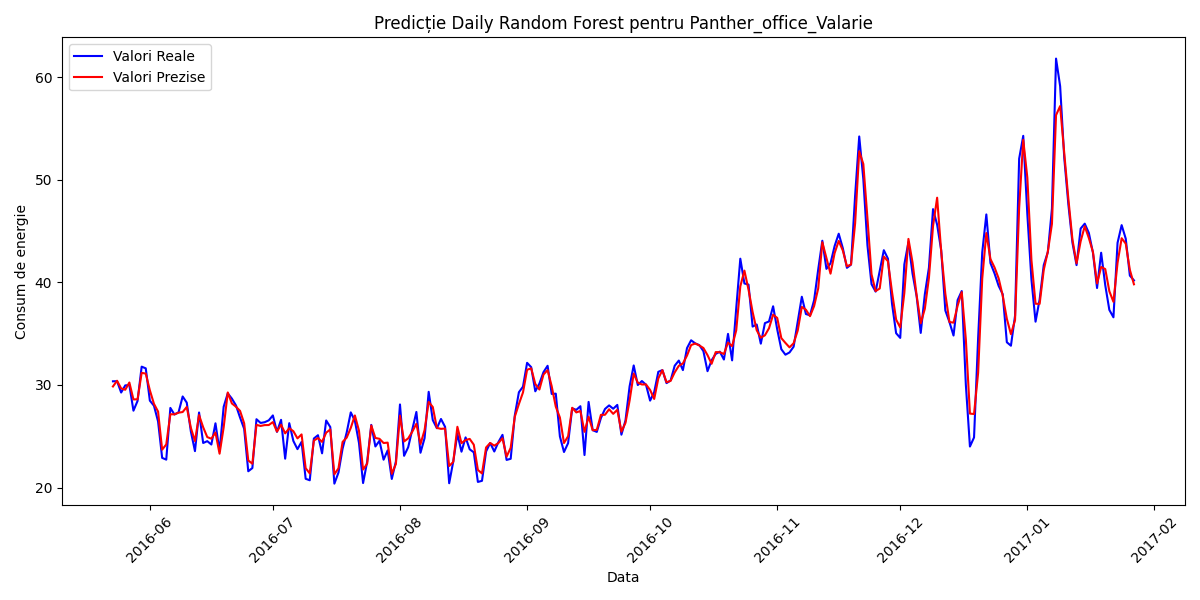 Predicție Daily Random Forest pentru Panther_office_Valarie
Valori Reale
Valori Prezise
Consum de energie
60
50
40
30
20
2016-06
2016-07
2016-08
2016-09
2016-10
2016-11
2016-12
2017-01
2017-02
Data